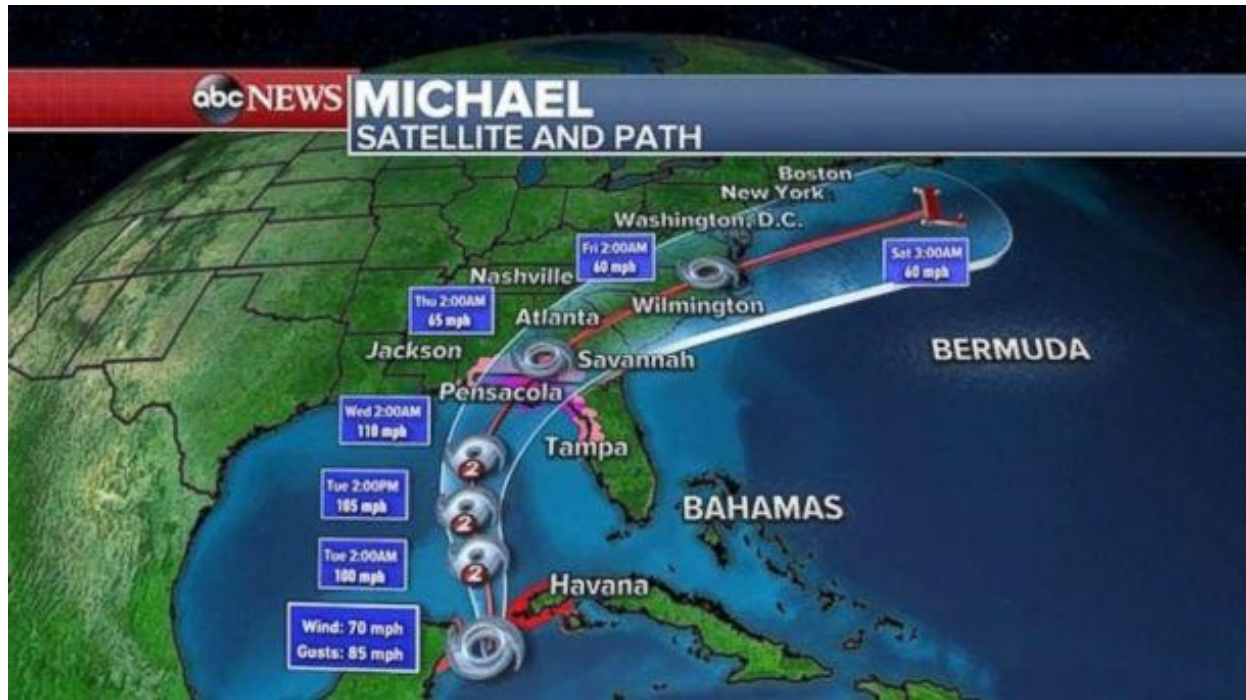 abc NEWS
MICHAEL
SATELLITE AND PATH
Boston
New York
Washington, D.C.
L
Fri 2:00AM
60 mph
Sat 3:00AM
60 mph
Nashville
Thu 2:00AM
65 mph
Wilmington
Atlanta
Jackson
Savannah
BERMUDA
Pensacola
Wed 2:00AM
110 mph
Tampa
2
Tue 2:00PM
105 mph
2
BAHAMAS
Tue 2:00AM
100 mph
2
Havana
Wind: 70 mph
Gusts: 85 mph